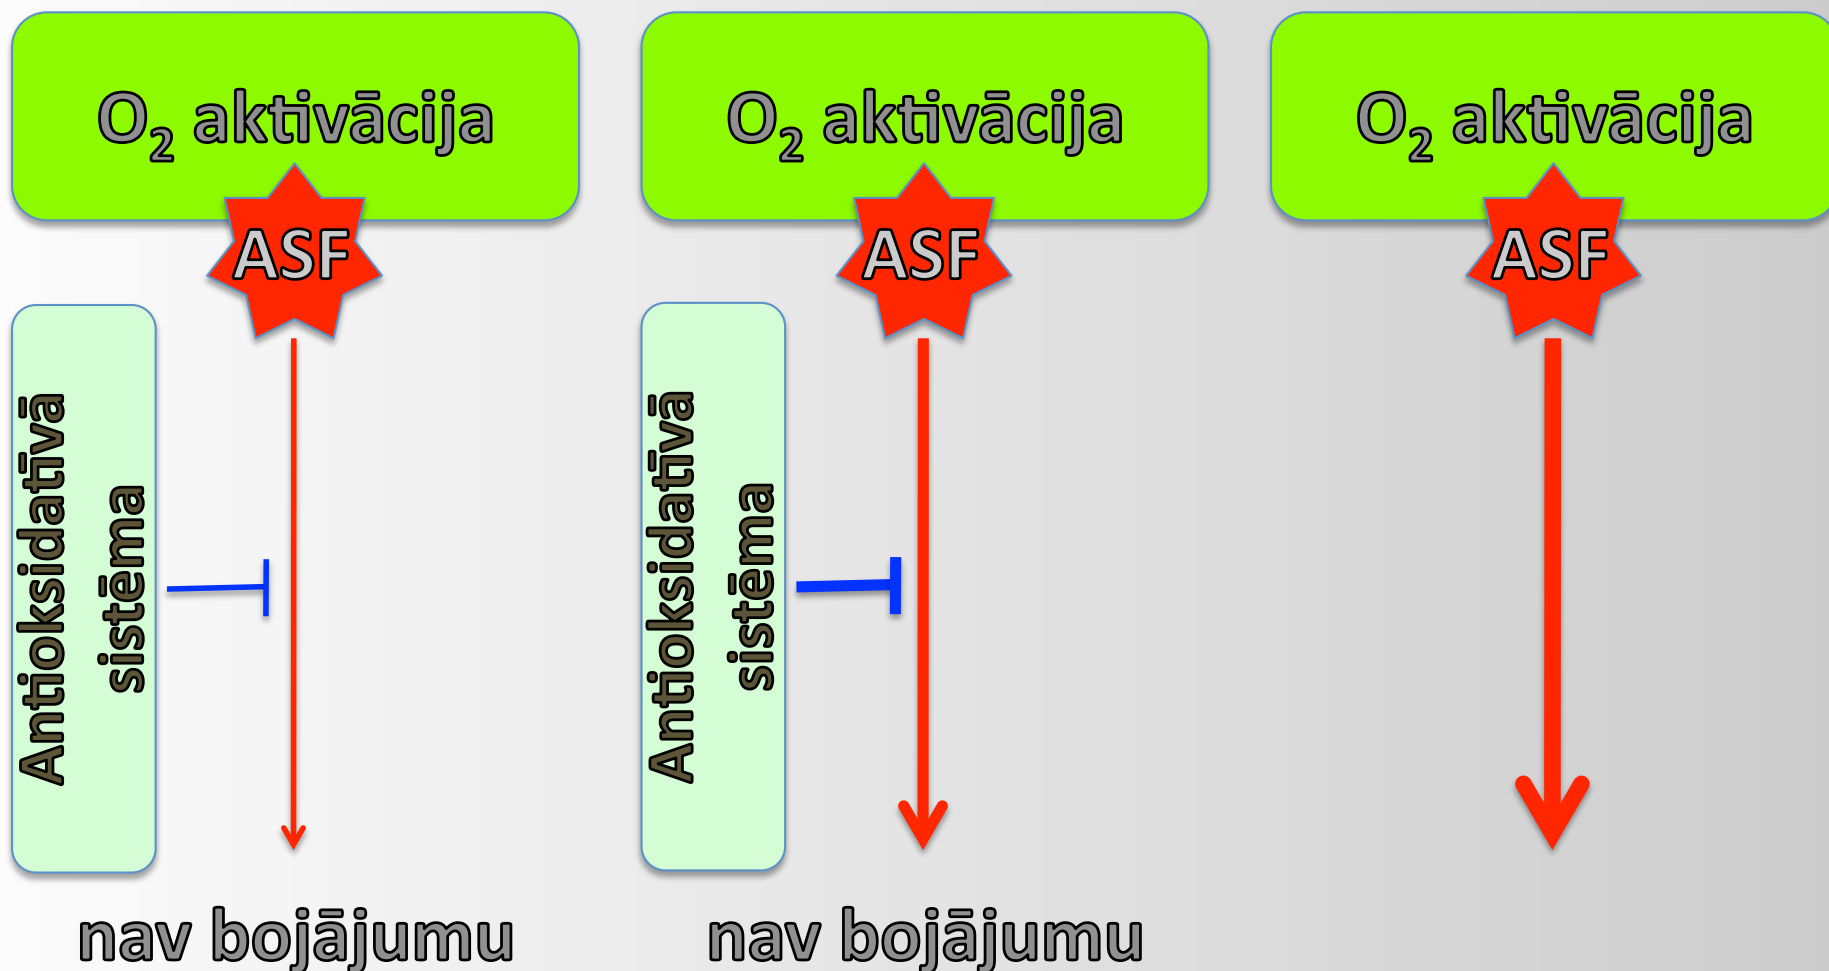 O₂ aktivācija
ASF
Antioksidatīvā
sistēma
nav bojājumu
O₂ aktivācija
ASF
Antioksidatīvā
sistēma
nav bojājumu
O₂ aktivācija
ASF